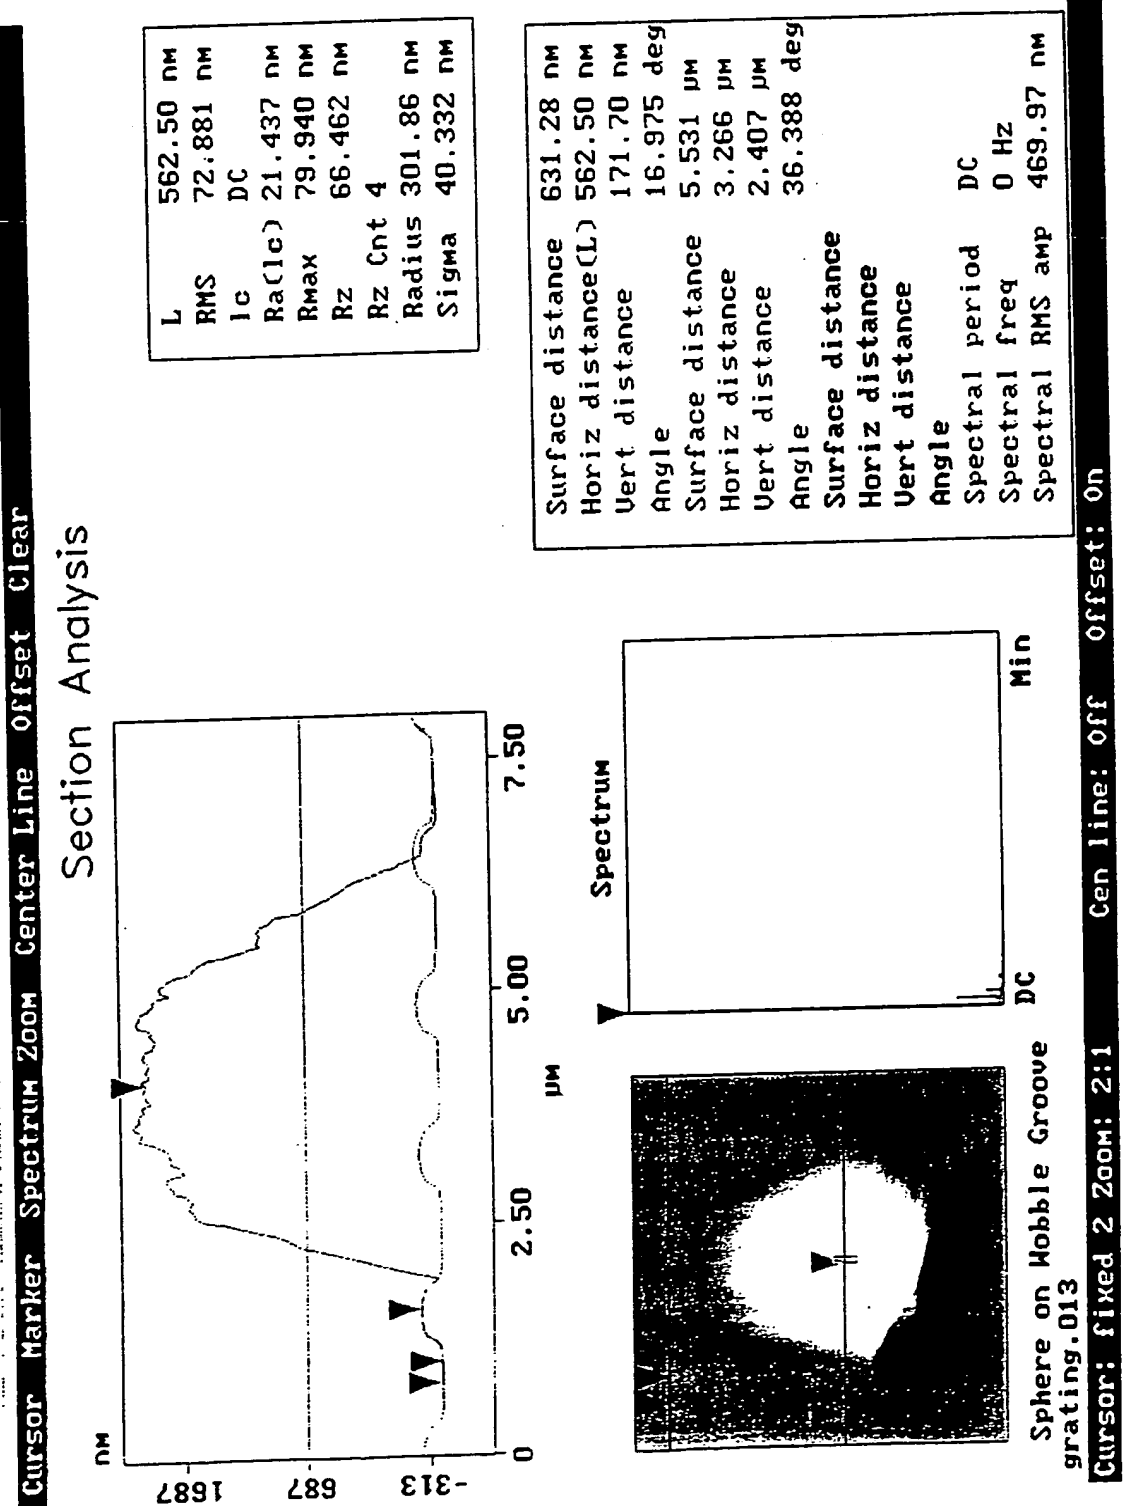 Cursor Marker Spectrum Zoom Center Line Offset Clear
Section Analysis
nm
1687
687
-313
0
2.50
5.00
7.50
µm
L 562.50 nm
RMS 72.881 nm
lc DC
Ra(lc) 21.437 nm
Rmax 79.940 nm
Rz 66.462 nm
Rz Cnt 4
Radius 301.86 nm
Sigma 40.332 nm
Spectrum
DC
Min
Surface distance 631.28 nm
Horiz distance(L) 562.50 nm
Vert distance 171.70 nm
Angle 16.975 deg
Surface distance 5.531 µm
Horiz distance 3.266 µm
Vert distance 2.407 µm
Angle 36.388 deg
Surface distance
Horiz distance
Vert distance
Angle
Spectral period DC
Spectral freq 0 Hz
Spectral RMS amp 469.97 nm
Sphere on Wobble Groove
grating.013
Cursor: fixed 2 Zoom: 2:1 Cen line: Off Offset: On